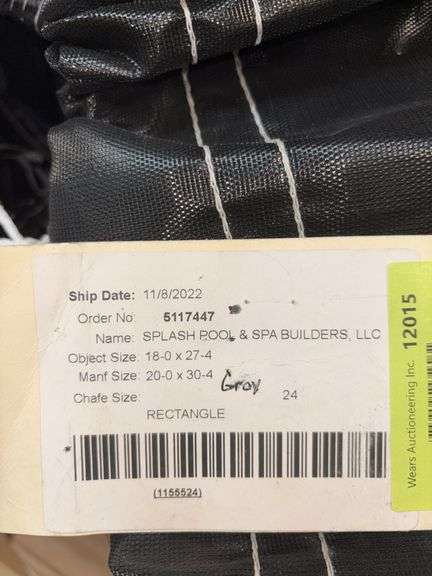 Ship Date: 11/8/2022
Order No: 5117447
Name: SPLASH POOL & SPA BUILDERS, LLC
Object Size: 18-0 x 27-4
Manf Size: 20-0 x 30-4 Gray
Chafe Size: 24
RECTANGLE
(1155524)
Wears Auctioneering Inc.
12015